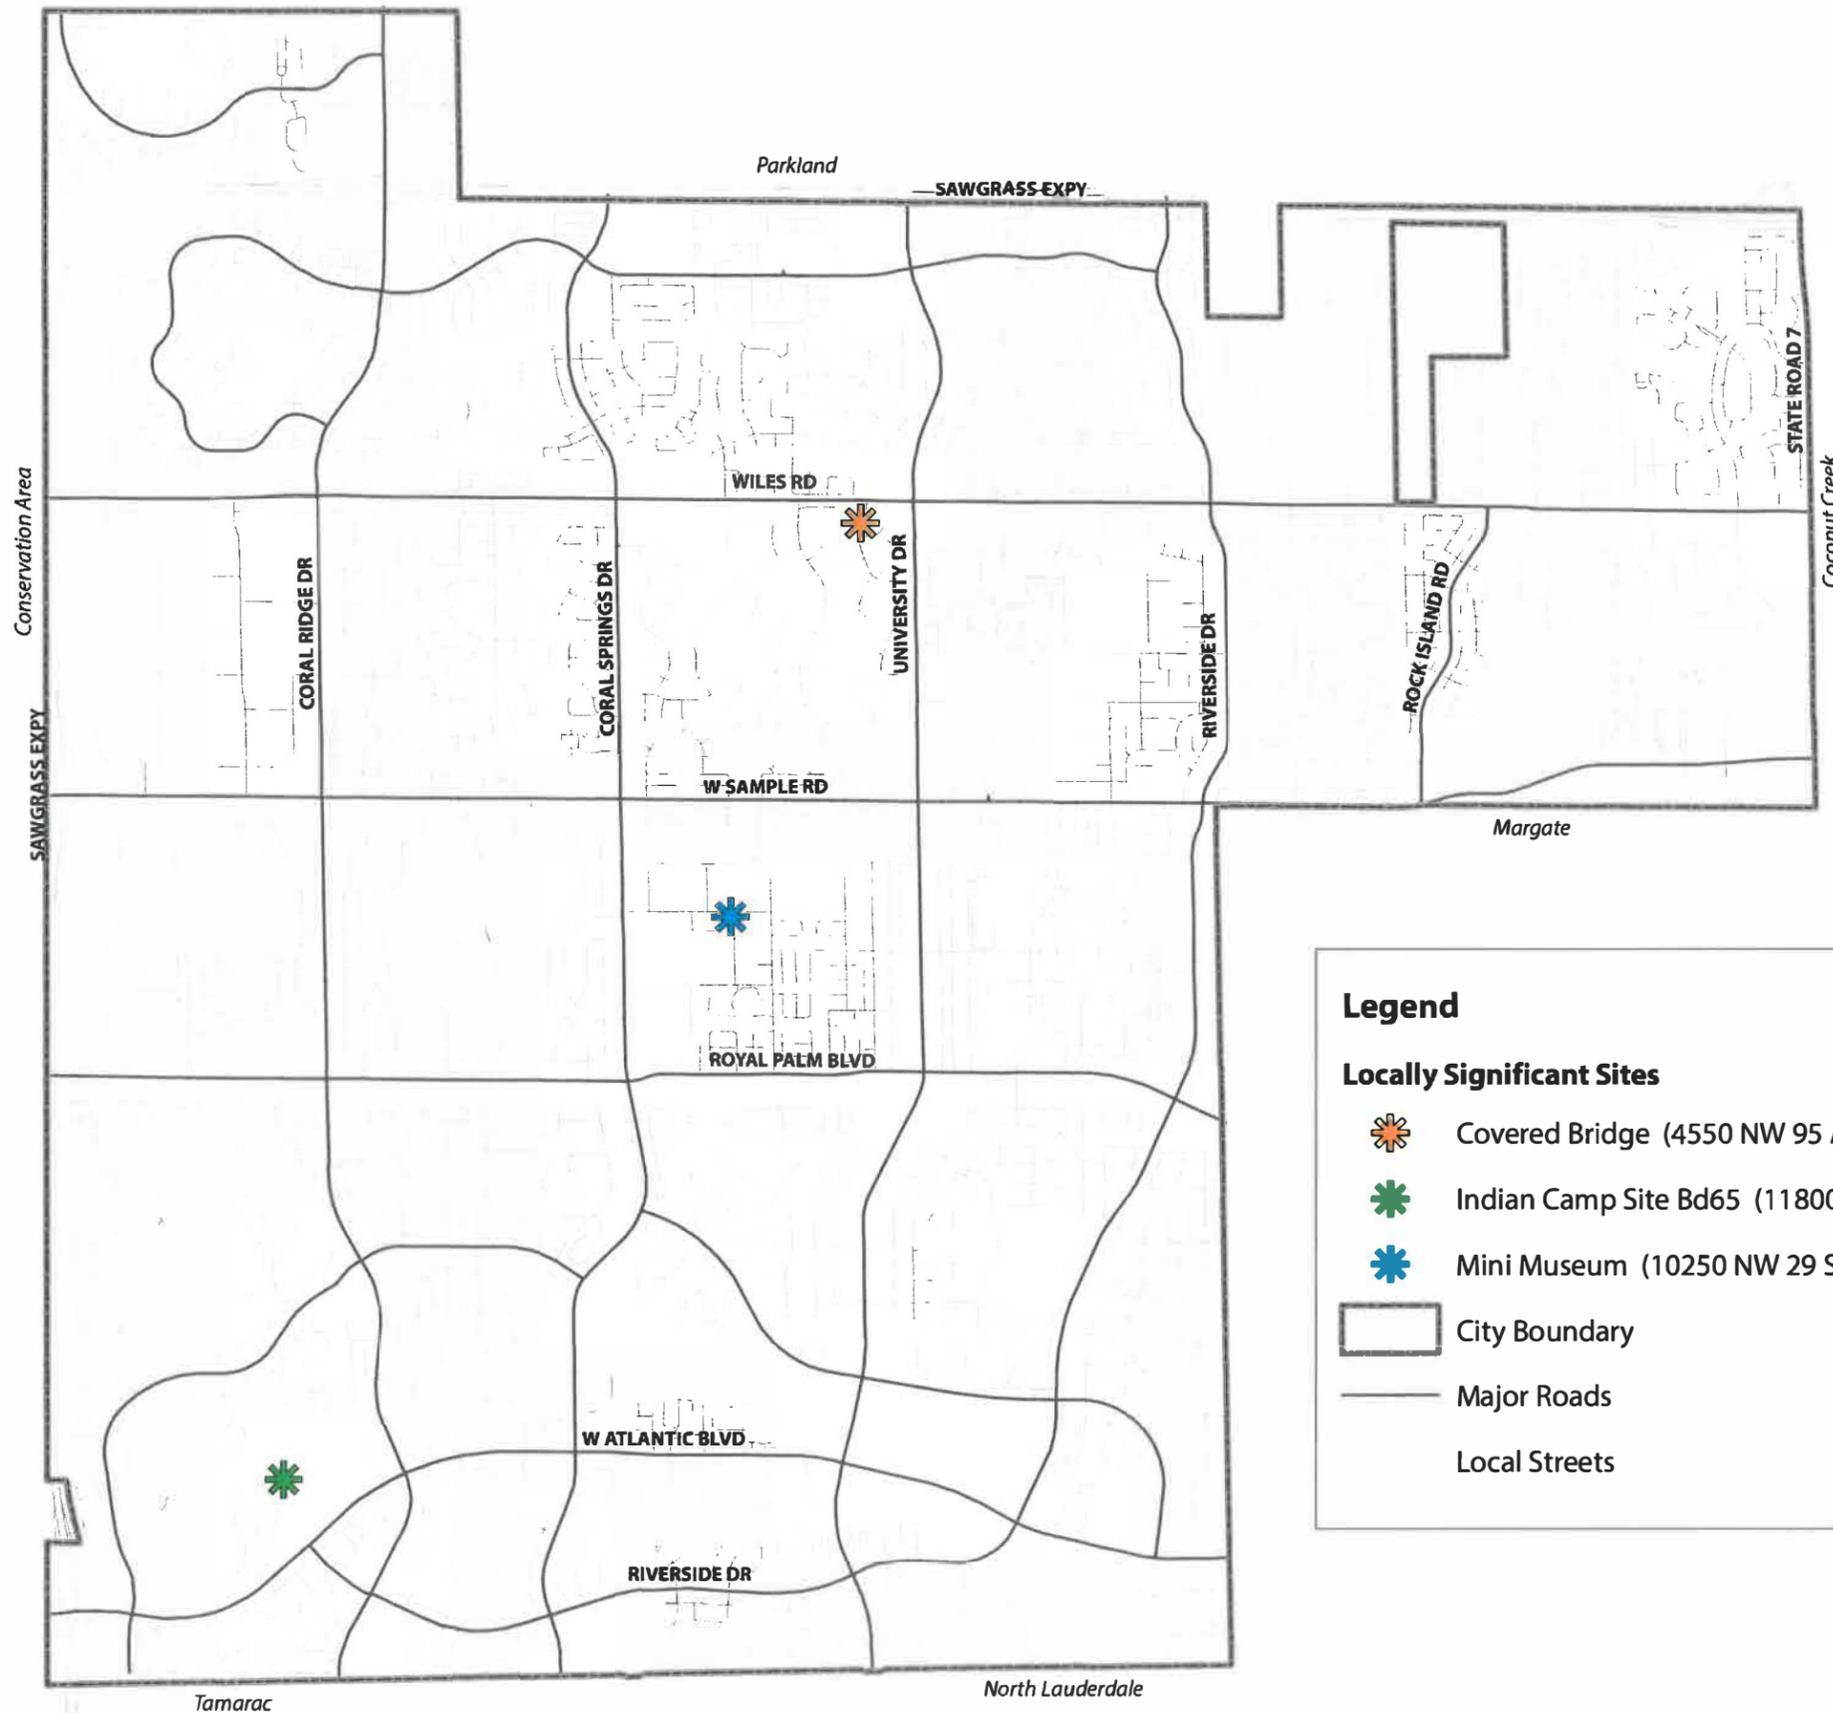 Parkland
SAWGRASS EXPY
STATE ROAD 7
Conservation Area
Coconut Creek
WILES RD
CORAL RIDGE DR
CORAL SPRINGS DR
UNIVERSITY DR
RIVERSIDE DR
ROCK ISLAND RD
SAWGRASS EXPY
W SAMPLE RD
Margate
ROYAL PALM BLVD
Legend
Locally Significant Sites
Covered Bridge (4550 NW 95
Indian Camp Site Bd65 (11800
Mini Museum (10250 NW 29 S
City Boundary
Major Roads
Local Streets
W ATLANTIC BLVD
RIVERSIDE DR
Tamarac
North Lauderdale